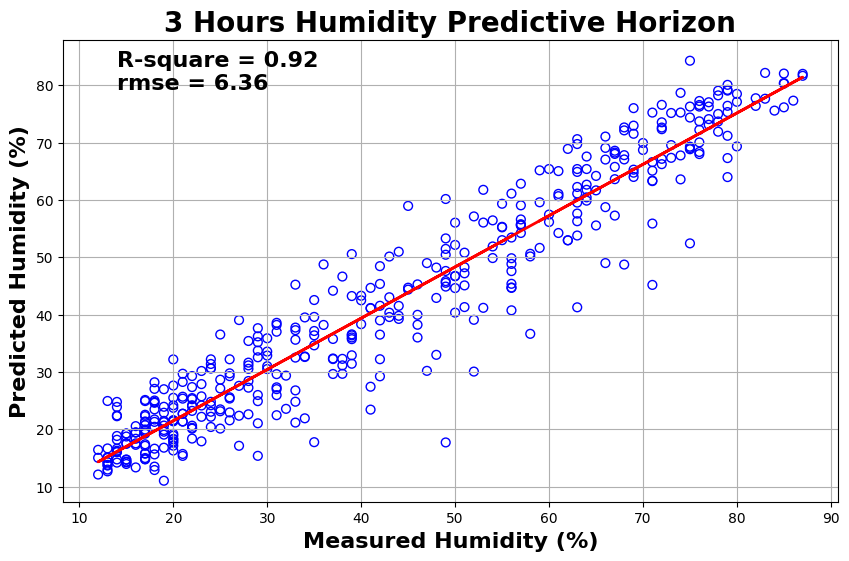 3 Hours Humidity Predictive Horizon
R-square = 0.92
rmse = 6.36
Predicted Humidity (%)
80
70
60
50
40
30
20
10
10 20 30 40 50 60 70 80 90
Measured Humidity (%)